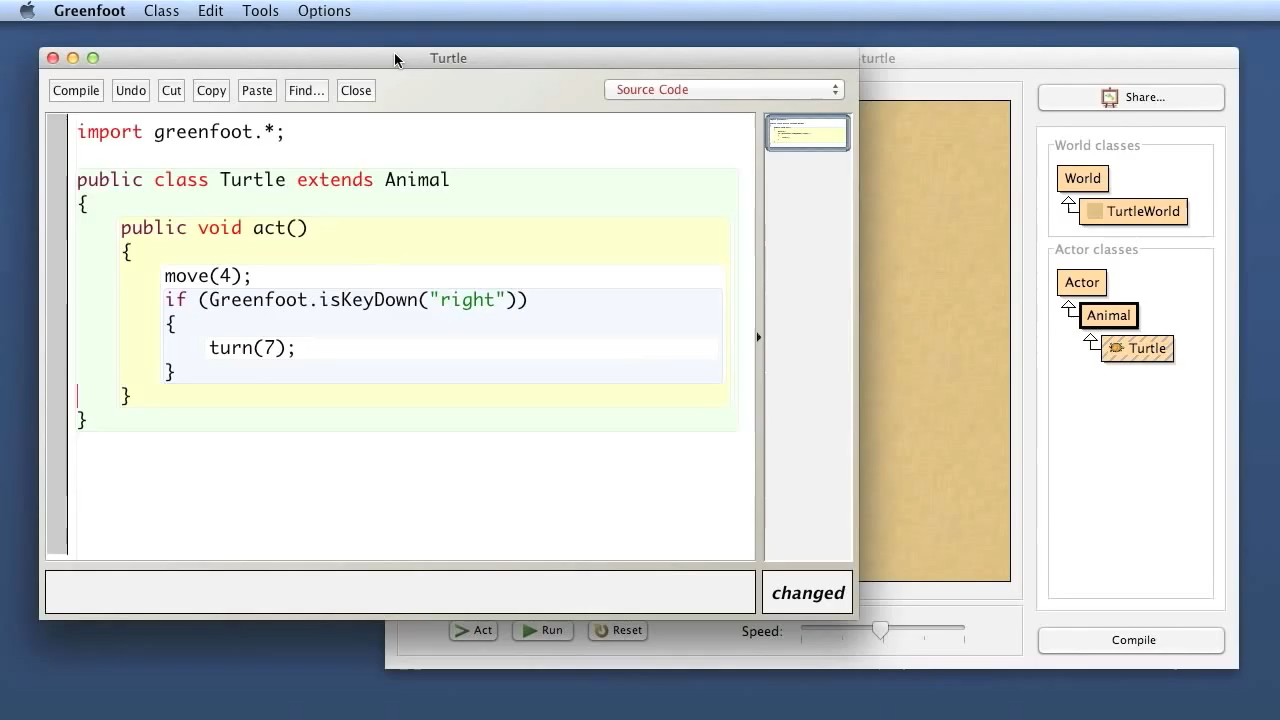 Greenfoot Class Edit Tools Options
Turtle
turtle
Compile Undo Cut Copy Paste Find... Close Source Code
import greenfoot.*;
public class Turtle extends Animal
{
public void act()
{
move(4);
if (Greenfoot.isKeyDown("right"))
{
turn(7);
}
}
}
changed
Share...
World classes
World
TurtleWorld
Actor classes
Actor
Animal
Turtle
Act Run Reset Speed:
Compile